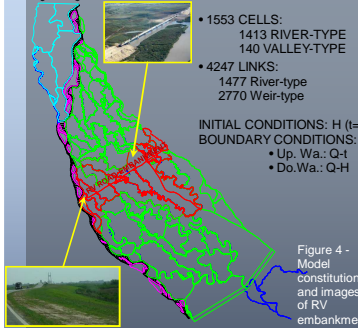 • 1553 CELLS:
1413 RIVER-TYPE
140 VALLEY-TYPE
• 4247 LINKS:
1477 River-type
2770 Weir-type
INITIAL CONDITIONS: H (t=
BOUNDARY CONDITIONS:
• Up. Wa.: Q-t
• Do.Wa.: Q-H
Figure 4 -
Model
constitution
and images
of RV
embankme